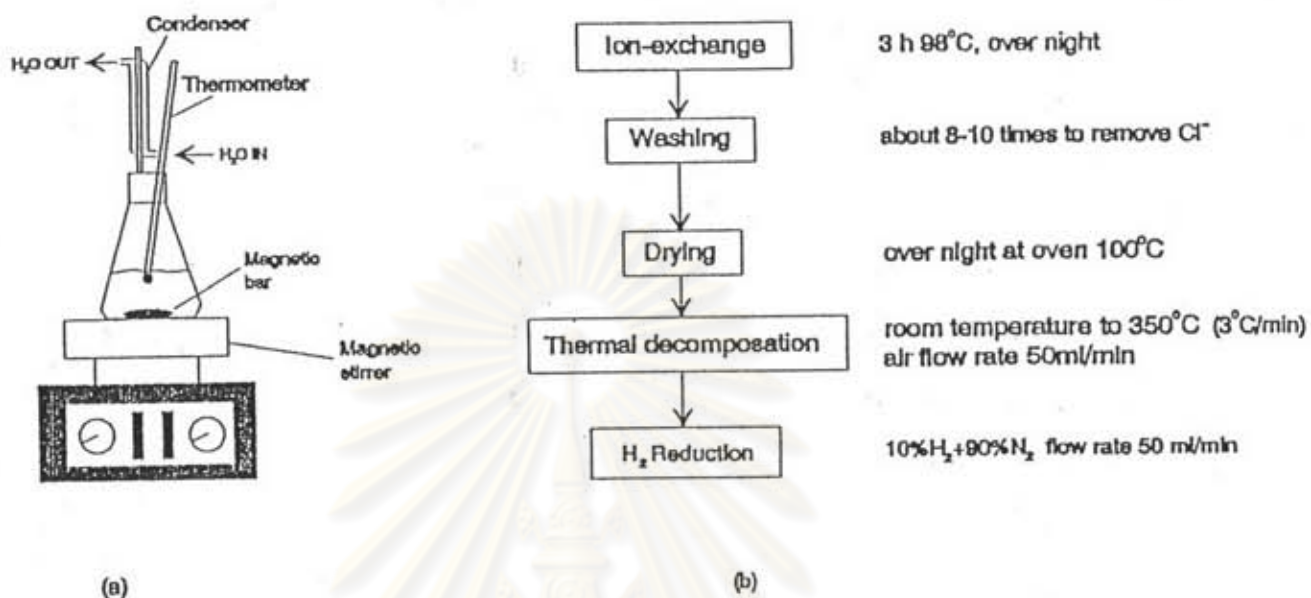 Condenser
H₂O OUT
Thermometer
H₂O IN
Magnetic
bar
Magnetic
stirrer
(a)
Ion-exchange
3 h 98°C, over night
Washing
about 8-10 times to remove Cl⁻
Drying
over night at oven 100°C
Thermal decomposation
room temperature to 350°C (3°C/min)
air flow rate 50ml/min
H₂ Reduction
10%H₂+90%N₂ flow rate 50 ml/min
(b)